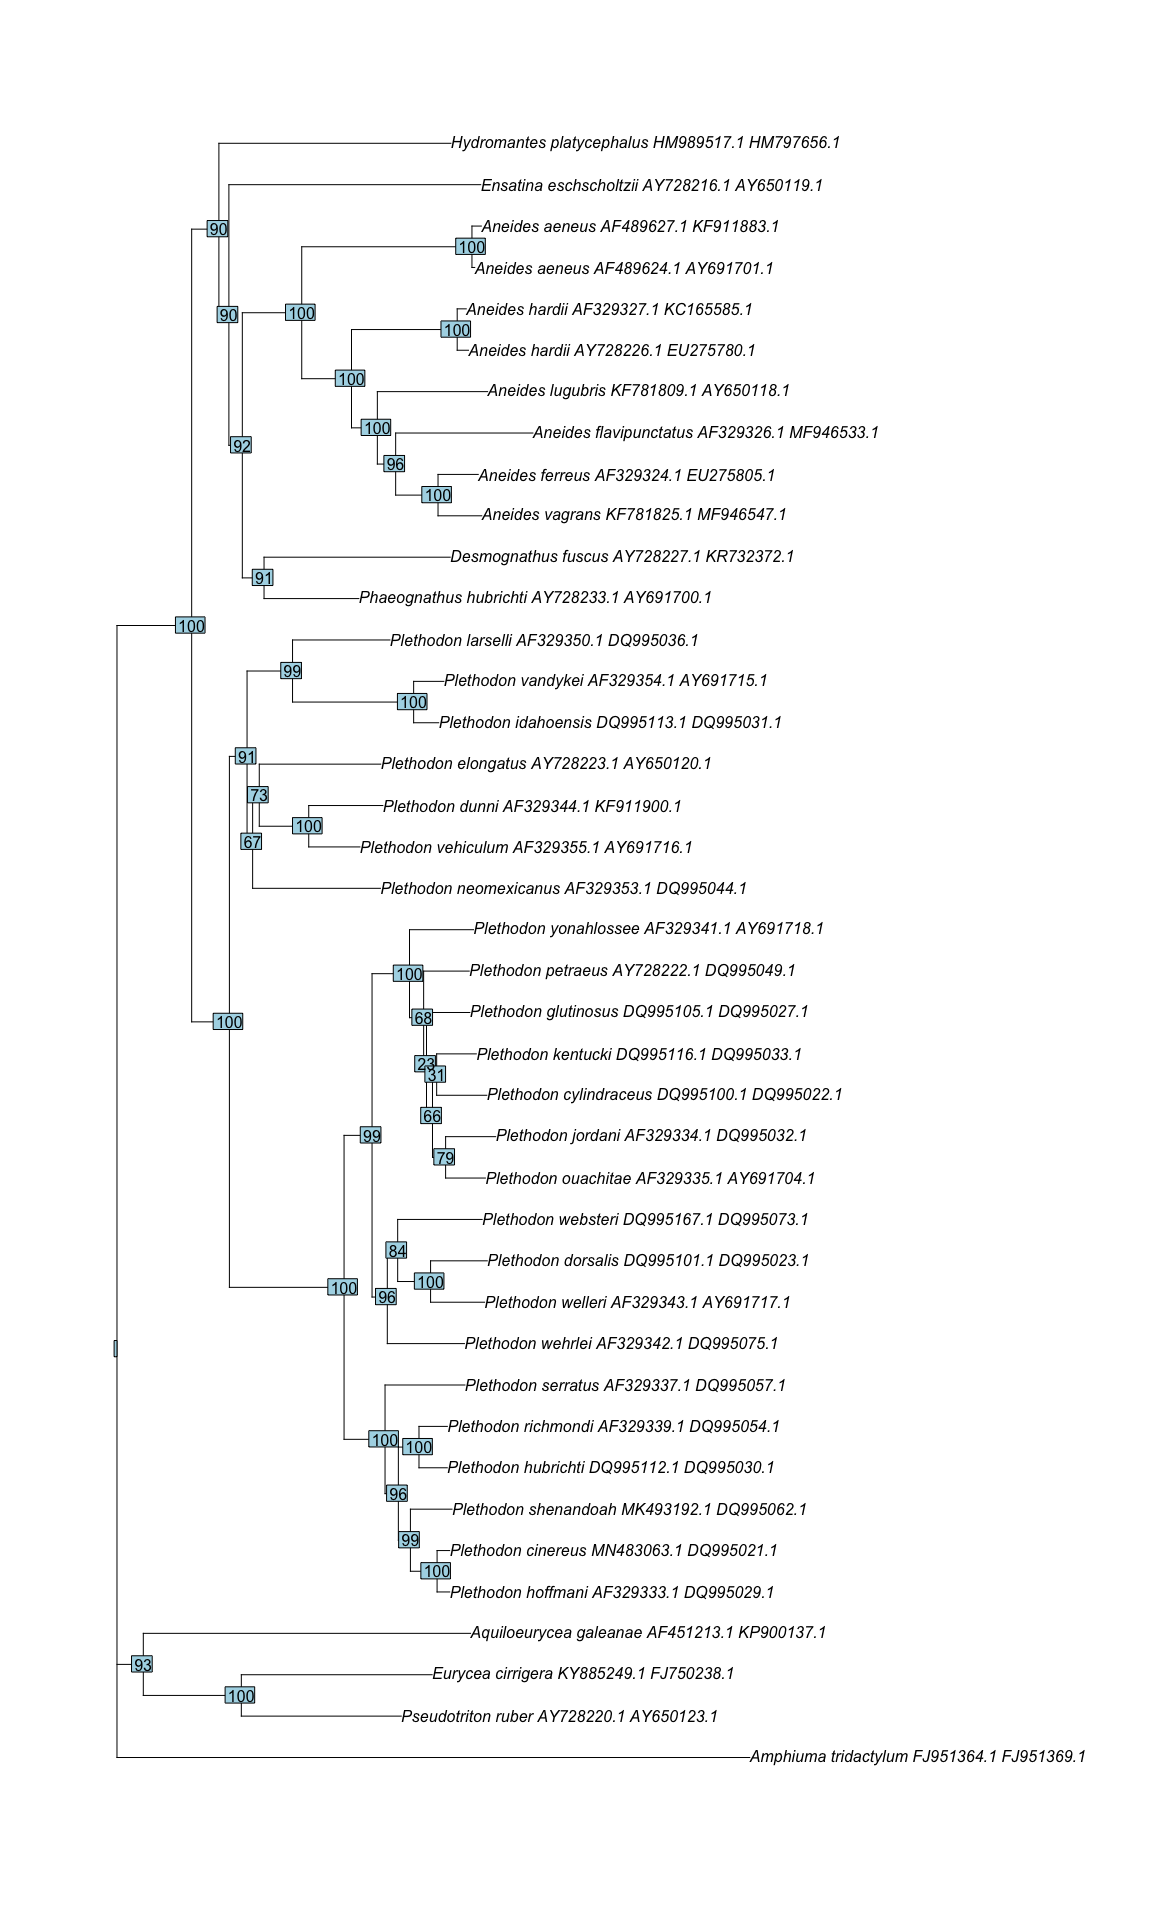 Hydromantes platycephalus HM989517.1 HM797656.1
Ensatina eschscholtzii AY728216.1 AY650119.1
Aneides aeneus AF489627.1 KF911883.1
90
100
Aneides aeneus AF489624.1 AY691701.1
Aneides hardii AF329327.1 KC165585.1
90
100
100
Aneides hardii AY728226.1 EU275780.1
100
Aneides lugubris KF781809.1 AY650118.1
100
Aneides flavipunctatus AF329326.1 MF946533.1
92
96
Aneides ferreus AF329324.1 EU275805.1
100
Aneides vagrans KF781825.1 MF946547.1
Desmognathus fuscus AY728227.1 KR732372.1
91
Phaeognathus hubrichti AY728233.1 AY691700.1
100
Plethodon larselli AF329350.1 DQ995036.1
99
Plethodon vandykei AF329354.1 AY691715.1
100
Plethodon idahoensis DQ995113.1 DQ995031.1
91
Plethodon elongatus AY728223.1 AY650120.1
73
Plethodon dunni AF329344.1 KF911900.1
100
67
Plethodon vehiculum AF329355.1 AY691716.1
Plethodon neomexicanus AF329353.1 DQ995044.1
Plethodon yonahlossee AF329341.1 AY691718.1
100
Plethodon petraeus AY728222.1 DQ995049.1
Plethodon glutinosus DQ995105.1 DQ995027.1
100
68
Plethodon kentucki DQ995116.1 DQ995033.1
23
31
Plethodon cylindraceus DQ995100.1 DQ995022.1
66
99
Plethodon jordani AF329334.1 DQ995032.1
79
Plethodon ouachitae AF329335.1 AY691704.1
Plethodon websteri DQ995167.1 DQ995073.1
84
Plethodon dorsalis DQ995101.1 DQ995023.1
100
100
96
Plethodon welleri AF329343.1 AY691717.1
Plethodon wehrlei AF329342.1 DQ995075.1
Plethodon serratus AF329337.1 DQ995057.1
Plethodon richmondi AF329339.1 DQ995054.1
100
100
Plethodon hubrichti DQ995112.1 DQ995030.1
96
Plethodon shenandoah MK493192.1 DQ995062.1
99
Plethodon cinereus MN483063.1 DQ995021.1
100
Plethodon hoffmani AF329333.1 DQ995029.1
Aquiloeurycea galeanae AF451213.1 KP900137.1
93
Eurycea cirrigera KY885249.1 FJ750238.1
100
Pseudotriton ruber AY728220.1 AY650123.1
Amphiuma tridactylum FJ951364.1 FJ951369.1